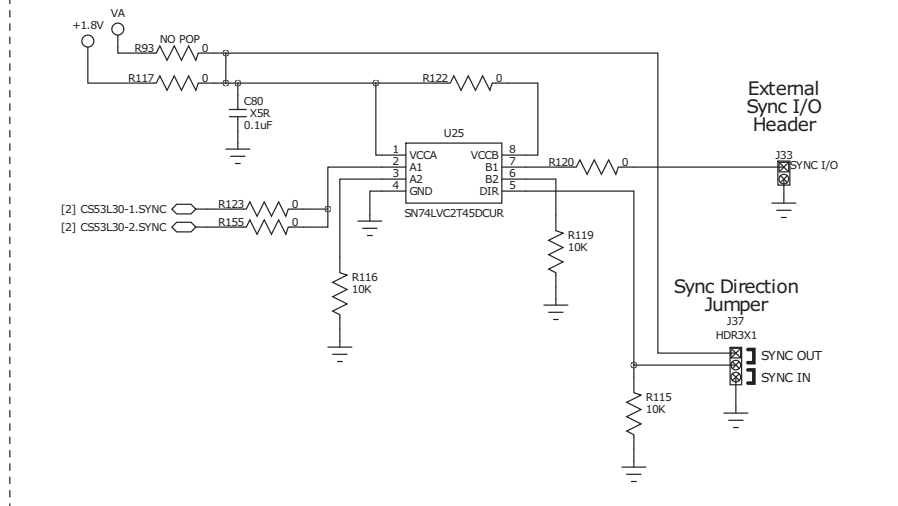 VA
+1.8V
NO POP
R93 0
R117 0
R122 0
C80
X5R
0.1uF
External
Sync I/O
Header
U25
1 VCCA VCCB 8
2 A1 B1 7
3 A2 B2 6
4 GND DIR 5
SN74LVC2T45DCUR
R120 0
J33
SYNC I/O
[2] CS53L30-1.SYNC R123 0
[2] CS53L30-2.SYNC R155 0
R119
10K
R116
10K
Sync Direction
Jumper
J37
HDR3X1
SYNC OUT
SYNC IN
R115
10K